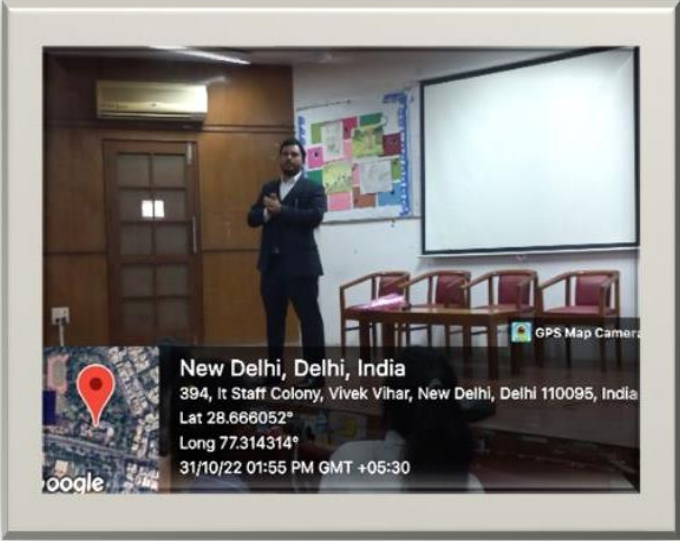 GPS Map Camera
New Delhi, Delhi, India
394, It Staff Colony, Vivek Vihar, New Delhi, Delhi 110095, India
Lat 28.666052°
Long 77.314314°
31/10/22 01:55 PM GMT +05:30
oogle